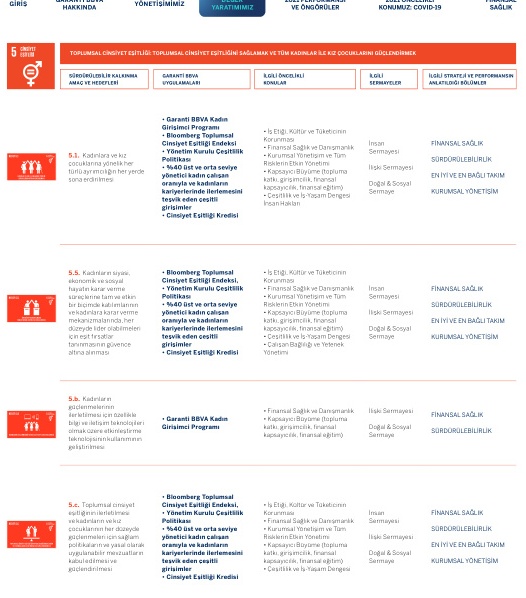 GİRİŞ
GARANTİ BBVA
HAKKINDA
YÖNETİŞİMİMİZ
DEĞER
YARATIMIMIZ
2021 PERFORMANSI
VE ÖNGÖRÜLER
2021 ÖNCELİKLİ
KONUMUZ: COVID-19
FİNANSAL
SAĞLIK
5 CİNSİYET
EŞİTLİĞİ
TOPLUMSAL CİNSİYET EŞİTLİĞİ; TOPLUMSAL CİNSİYET EŞİTLİĞİNİ SAĞLAMAK VE TÜM KADINLAR İLE KIZ ÇOCUKLARINI GÜÇLENDİRMEK
SÜRDÜRÜLEBİLİR KALKINMA
AMAÇ VE HEDEFLERİ
GARANTİ BBVA
UYGULAMALARI
İLGİLİ ÖNCELİKLİ
KONULAR
İLGİLİ
SERMAYELER
İLGİLİ STRATEJİ VE PERFORMANSIN
ANLATILDIĞI BÖLÜMLER
5.1. Kadınlara ve kız
çocuklarına yönelik her
türlü ayrımcılığın her yerde
sona erdirilmesi
• Garanti BBVA Kadın
Girişimci Programı
• Bloomberg Toplumsal
Cinsiyet Eşitliği Endeksi
• Yönetim Kurulu Çeşitlilik
Politikası
• %40 üst ve orta seviye
yönetici kadın çalışan
oranıyla ve kadınların
kariyerlerinde ilerlemesini
teşvik eden çeşitli
girişimler
• Cinsiyet Eşitliği Kredisi
• İş Etiği, Kültür ve Tüketicinin
Korunması
• Finansal Sağlık ve Danışmanlık
• Kurumsal Yönetişim ve Tüm
Risklerin Etkin Yönetimi
• Kapsayıcı Büyüme (topluma
katkı, girişimcilik, finansal
kapsayıcılık, finansal eğitim)
• Çeşitlilik ve İş-Yaşam Dengesi
İnsan Hakları
İnsan
Sermayesi
İlişki Sermayesi
Doğal & Sosyal
Sermaye
FİNANSAL SAĞLIK
SÜRDÜRÜLEBİLİRLİK
EN İYİ VE EN BAĞLI TAKIM
KURUMSAL YÖNETİŞİM
5.5. Kadınların siyasi,
ekonomik ve sosyal
hayatın karar verme
süreçlerine tam ve etkin
bir biçimde katılımlarının
ve kadınlara karar verme
mekanizmalarında, her
düzeyde lider olabilmeleri
için eşit fırsatlar
tanınmasının güvence
altına alınması
• Bloomberg Toplumsal
Cinsiyet Eşitliği Endeksi,
• Yönetim Kurulu Çeşitlilik
Politikası
• %40 üst ve orta seviye
yönetici kadın çalışan
oranıyla ve kadınların
kariyerlerinde ilerlemesini
teşvik eden çeşitli
girişimler
• Cinsiyet Eşitliği Kredisi
• İş Etiği, Kültür ve Tüketicinin
Korunması
• Finansal Sağlık ve Danışmanlık
• Kurumsal Yönetişim ve Tüm
Risklerin Etkin Yönetimi
• Kapsayıcı Büyüme (topluma
katkı, girişimcilik, finansal
kapsayıcılık, finansal eğitim)
• Çeşitlilik ve İş-Yaşam Dengesi
• Çalışan Bağlılığı ve Yetenek
Yönetimi
İnsan
Sermayesi
İlişki Sermayesi
Doğal & Sosyal
Sermaye
FİNANSAL SAĞLIK
SÜRDÜRÜLEBİLİRLİK
EN İYİ VE EN BAĞLI TAKIM
KURUMSAL YÖNETİŞİM
5.b. Kadınların
güçlenmelerinin
ilerletilmesi için özellikle
bilgi ve iletişim teknolojileri
olmak üzere etkinleştirme
teknolojisinin kullanımının
geliştirilmesi
• Garanti BBVA Kadın
Girişimci Programı
• Finansal Sağlık ve Danışmanlık
• Kapsayıcı Büyüme (topluma
katkı, girişimcilik, finansal
kapsayıcılık, finansal eğitim)
İlişki Sermayesi
Doğal & Sosyal
Sermaye
FİNANSAL SAĞLIK
SÜRDÜRÜLEBİLİRLİK
5.c. Toplumsal cinsiyet
eşitliğinin ilerletilmesi
ve kadınların ve kız
çocuklarının her düzeyde
güçlenmeleri için sağlam
politikaların ve yasal olarak
uygulanabilir mevzuatların
kabul edilmesi ve
güçlendirilmesi
• Bloomberg Toplumsal
Cinsiyet Eşitliği Endeksi,
• Yönetim Kurulu Çeşitlilik
Politikası
• %40 üst ve orta seviye
yönetici kadın çalışan
oranıyla ve kadınların
kariyerlerinde ilerlemesini
teşvik eden çeşitli
girişimler
• Cinsiyet Eşitliği Kredisi
• İş Etiği, Kültür ve Tüketicinin
Korunması
• Finansal Sağlık ve Danışmanlık
• Kurumsal Yönetişim ve Tüm
Risklerin Etkin Yönetimi
• Kapsayıcı Büyüme (topluma
katkı, girişimcilik, finansal
kapsayıcılık, finansal eğitim)
• Çeşitlilik ve İş-Yaşam Dengesi
İnsan
Sermayesi
İlişki Sermayesi
Doğal & Sosyal
Sermaye
FİNANSAL SAĞLIK
SÜRDÜRÜLEBİLİRLİK
EN İYİ VE EN BAĞLI TAKIM
KURUMSAL YÖNETİŞİM